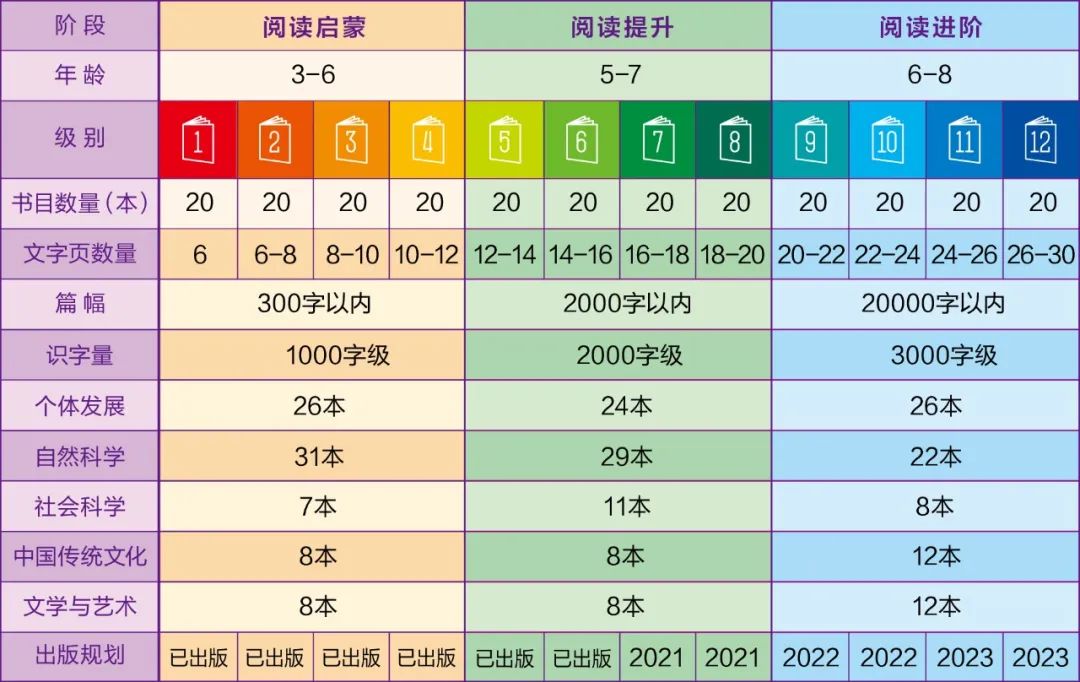 阶段 阅读启蒙 阅读提升 阅读进阶
年龄 3-6 5-7 6-8
级别 1 2 3 4 5 6 7 8 9 10 11 12
书目数量（本） 20 20 20 20 20 20 20 20 20 20 20 20
文字页数量 6 6-8 8-10 10-12 12-14 14-16 16-18 18-20 20-22 22-24 24-26 26-30
篇幅 300字以内 2000字以内 20000字以内
识字量 1000字级 2000字级 3000字级
个体发展 26本 24本 26本
自然科学 31本 29本 22本
社会科学 7本 11本 8本
中国传统文化 8本 8本 12本
文学与艺术 8本 8本 12本
出版规划 已出版 已出版 已出版 已出版 已出版 已出版 2021 2021 2022 2022 2023 2023